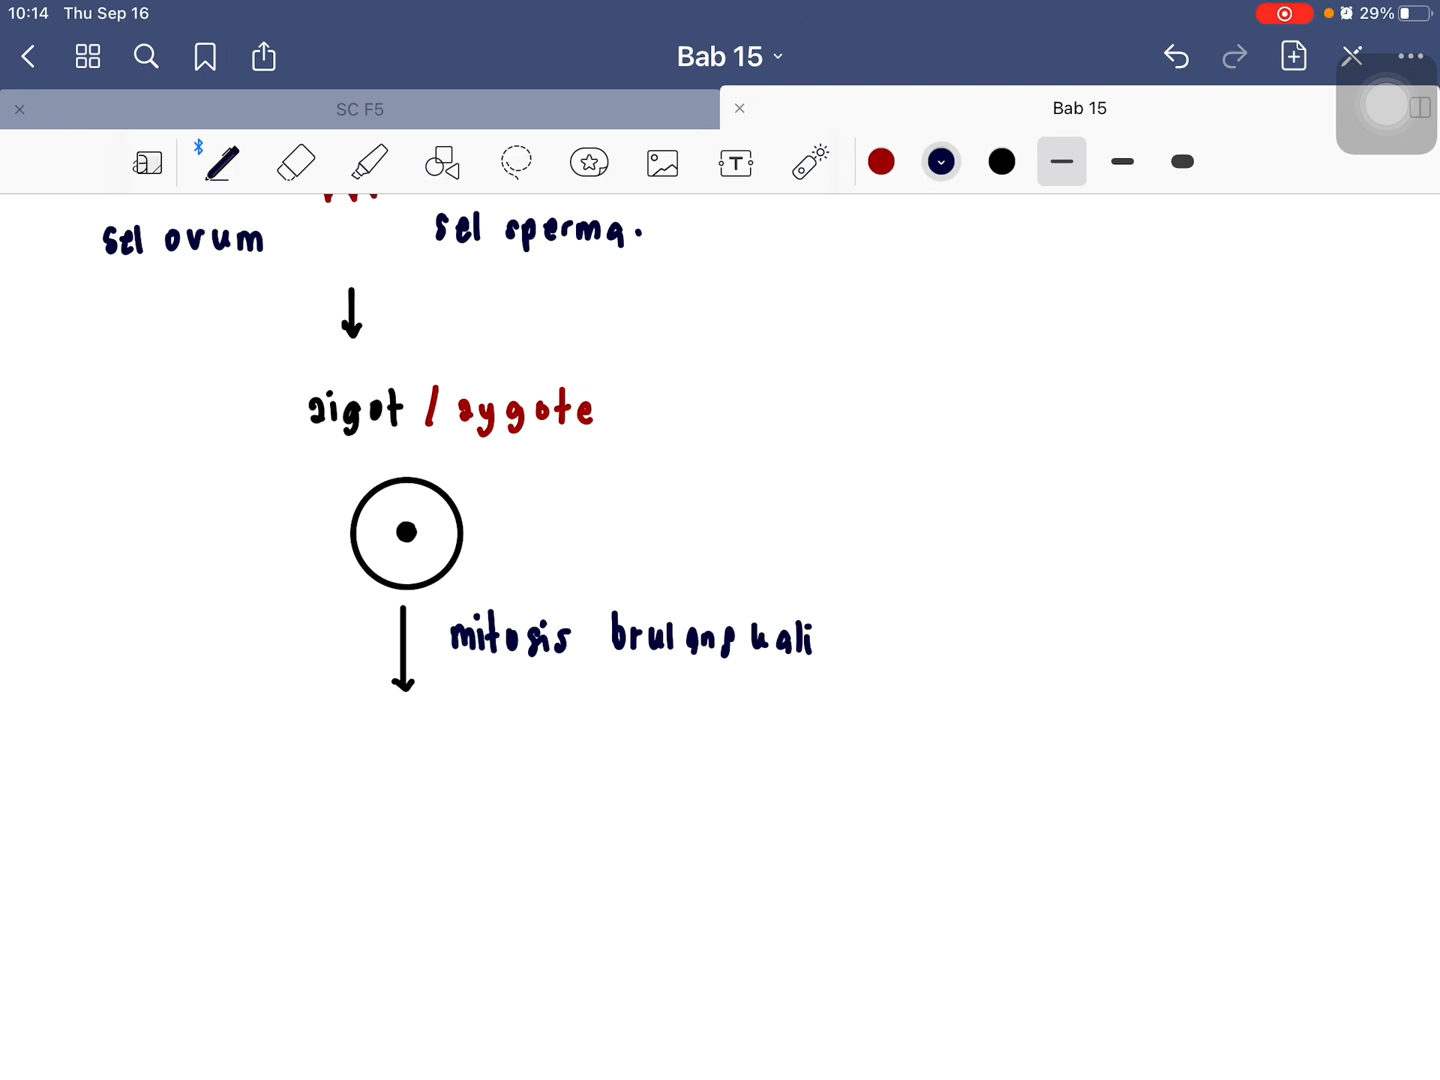 10:14 Thu Sep 16 29%
Bab 15
SC F5 Bab 15
sel ovum sel sperma.
zigot / zygote
mitosis brulang kali